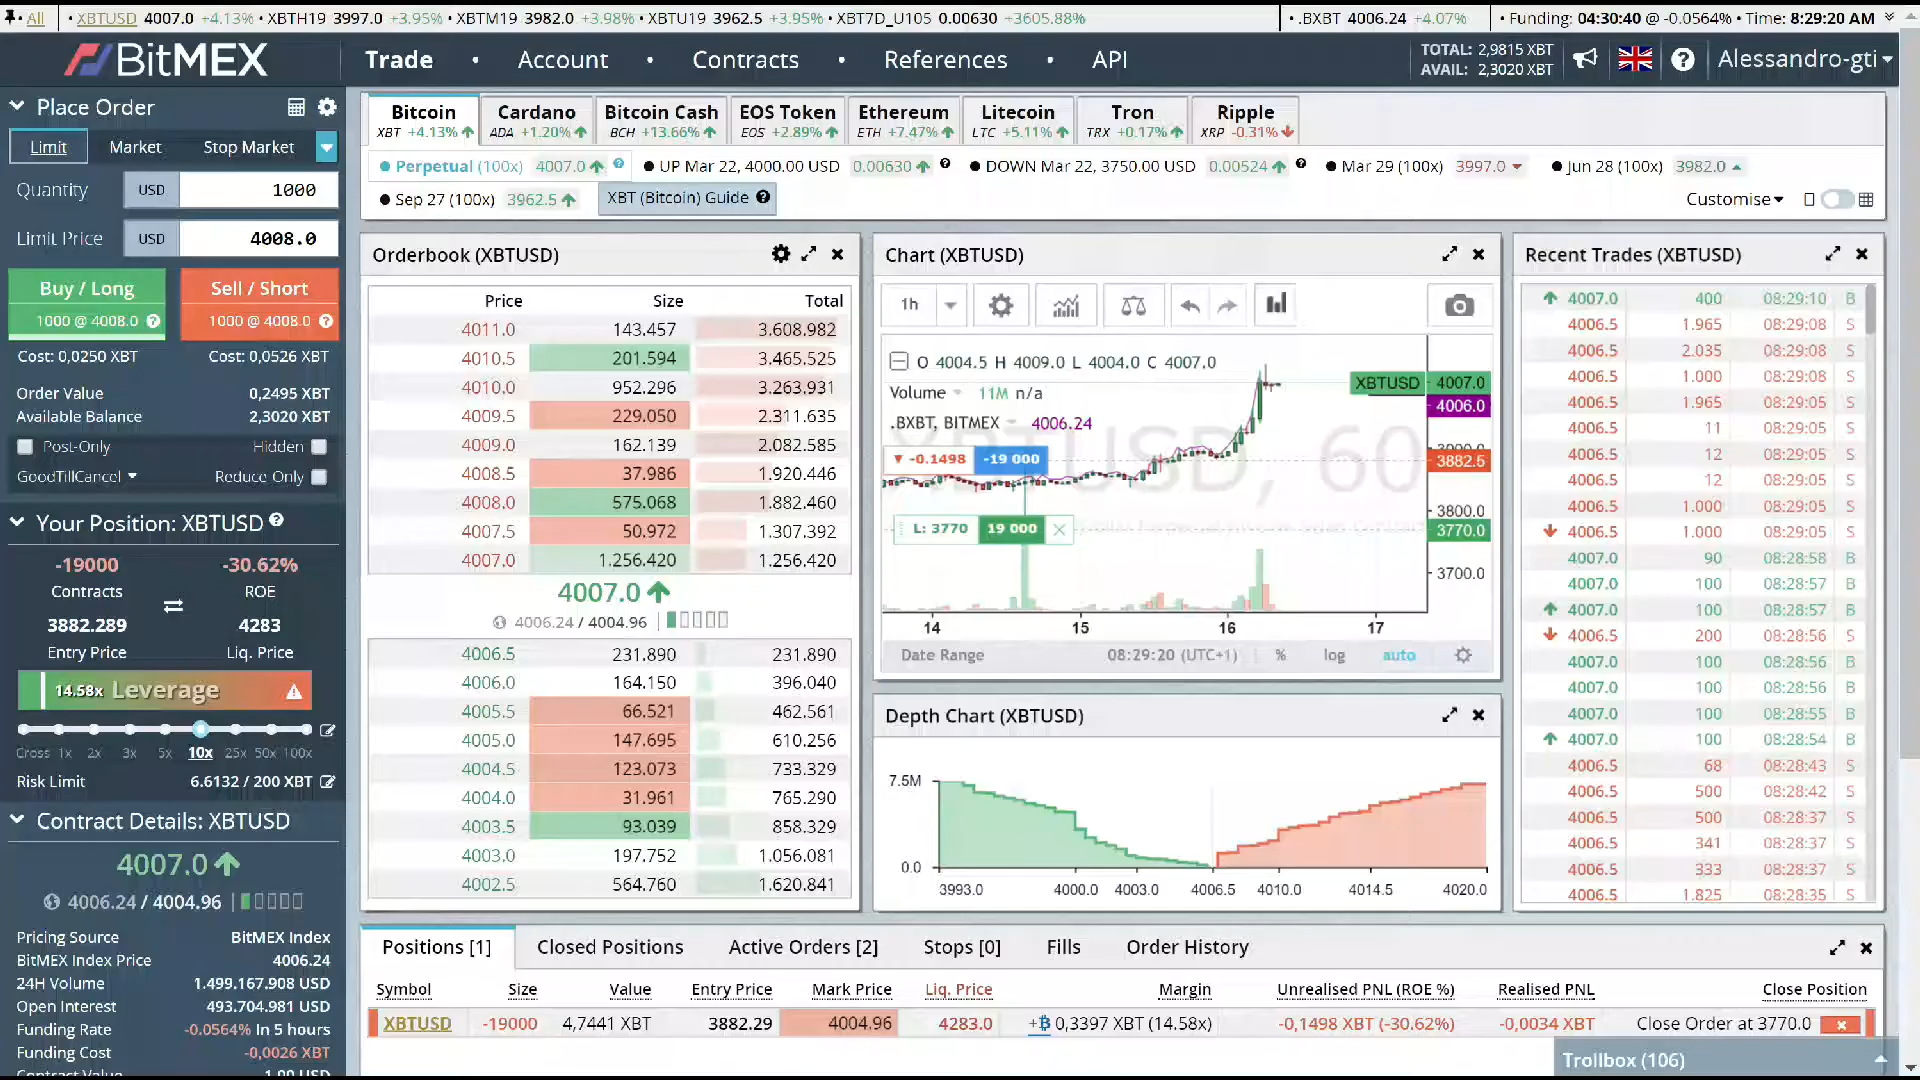 All • XBTUSD 4007.0 +4.13% • XBTH19 3997.0 +3.95% • XBTM19 3982.0 +3.98% • XBTU19 3962.5 +3.95% • XBT7D_U105 0.00630 +3605.88% • .BXBT 4006.24 +4.07% • Funding: 04:30:40 @ -0.0564% • Time: 8:29:20 AM
BitMEX Trade • Account • Contracts • References • API
TOTAL: 2,9815 XBT
AVAIL: 2,3020 XBT
Alessandro-gti
Place Order
Limit Market Stop Market
Quantity USD 1000
Limit Price USD 4008.0
Buy / Long Sell / Short
1000 @ 4008.0 1000 @ 4008.0
Cost: 0,0250 XBT Cost: 0,0526 XBT
Order Value 0,2495 XBT
Available Balance 2,3020 XBT
Post-Only Hidden
GoodTillCancel Reduce Only
Your Position: XBTUSD
-19000 -30.62%
Contracts ROE
3882.289 4283
Entry Price Liq. Price
14.58x Leverage
Cross 1x 2x 3x 5x 10x 25x 50x 100x
Risk Limit 6.6132 / 200 XBT
Contract Details: XBTUSD
4007.0
4006.24 / 4004.96
Pricing Source BitMEX Index
BitMEX Index Price 4006.24
24H Volume 1.499.167.908 USD
Open Interest 493.704.981 USD
Funding Rate -0.0564% In 5 hours
Funding Cost -0,0026 XBT
Contract Value 1.00 USD
Bitcoin Cardano Bitcoin Cash EOS Token Ethereum Litecoin Tron Ripple
XBT +4.13% ADA +1.20% BCH +13.66% EOS +2.89% ETH +7.47% LTC +5.11% TRX +0.17% XRP -0.31%
Perpetual (100x) 4007.0 UP Mar 22, 4000.00 USD 0.00630 DOWN Mar 22, 3750.00 USD 0.00524 Mar 29 (100x) 3997.0 Jun 28 (100x) 3982.0
Sep 27 (100x) 3962.5 XBT (Bitcoin) Guide Customise
Orderbook (XBTUSD)
Price Size Total
4011.0 143.457 3.608.982
4010.5 201.594 3.465.525
4010.0 952.296 3.263.931
4009.5 229.050 2.311.635
4009.0 162.139 2.082.585
4008.5 37.986 1.920.446
4008.0 575.068 1.882.460
4007.5 50.972 1.307.392
4007.0 1.256.420 1.256.420
4007.0
4006.24 / 4004.96
4006.5 231.890 231.890
4006.0 164.150 396.040
4005.5 66.521 462.561
4005.0 147.695 610.256
4004.5 123.073 733.329
4004.0 31.961 765.290
4003.5 93.039 858.329
4003.0 197.752 1.056.081
4002.5 564.760 1.620.841
Chart (XBTUSD)
1h
O 4004.5 H 4009.0 L 4004.0 C 4007.0
Volume 11M n/a
.BXBT, BITMEX 4006.24
XBTUSD, 60
XBTUSD 4007.0
4006.0
-0.1498 -19 000
3882.5
3800.0
L: 3770 19 000
3770.0
3700.0
14 15 16 17
Date Range 08:29:20 (UTC+1) % log auto
Depth Chart (XBTUSD)
7.5M
0.0
3993.0 4000.0 4003.0 4006.5 4010.0 4014.5 4020.0
Recent Trades (XBTUSD)
4007.0 400 08:29:10 B
4006.5 1.965 08:29:08 S
4006.5 2.035 08:29:08 S
4006.5 1.000 08:29:08 S
4006.5 1.965 08:29:05 S
4006.5 11 08:29:05 S
4006.5 12 08:29:05 S
4006.5 12 08:29:05 S
4006.5 1.000 08:29:05 S
4006.5 1.000 08:29:05 S
4007.0 90 08:28:58 B
4007.0 100 08:28:57 B
4007.0 100 08:28:57 B
4006.5 200 08:28:56 S
4007.0 100 08:28:56 B
4007.0 100 08:28:56 B
4007.0 100 08:28:55 B
4007.0 100 08:28:54 B
4006.5 68 08:28:43 S
4006.5 500 08:28:42 S
4006.5 500 08:28:37 S
4006.5 341 08:28:37 S
4006.5 333 08:28:37 S
4006.5 1.825 08:28:35 S
Positions [1] Closed Positions Active Orders [2] Stops [0] Fills Order History
Symbol Size Value Entry Price Mark Price Liq. Price Margin Unrealised PNL (ROE %) Realised PNL Close Position
XBTUSD -19000 4,7441 XBT 3882.29 4004.96 4283.0 0,3397 XBT (14.58x) -0,1498 XBT (-30.62%) -0,0034 XBT Close Order at 3770.0
Trollbox (106)